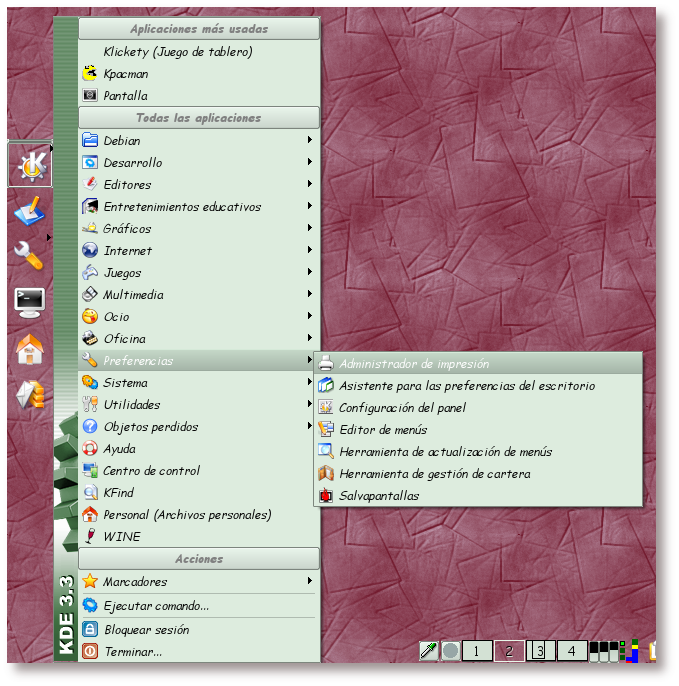 Aplicaciones más usadas
Klickety (Juego de tablero)
Kpacman
Pantalla
Todas las aplicaciones
Debian
Desarrollo
Editores
Entretenimientos educativos
Gráficos
Internet
Juegos
Multimedia
Ocio
Oficina
Preferencias
Sistema
Utilidades
Objetos perdidos
Ayuda
Centro de control
KFind
Personal (Archivos personales)
WINE
Acciones
Marcadores
Ejecutar comando...
Bloquear sesión
Terminar...
KDE 3.3
Administrador de impresión
Asistente para las preferencias del escritorio
Configuración del panel
Editor de menús
Herramienta de actualización de menús
Herramienta de gestión de cartera
Salvapantallas
1 2 3 4